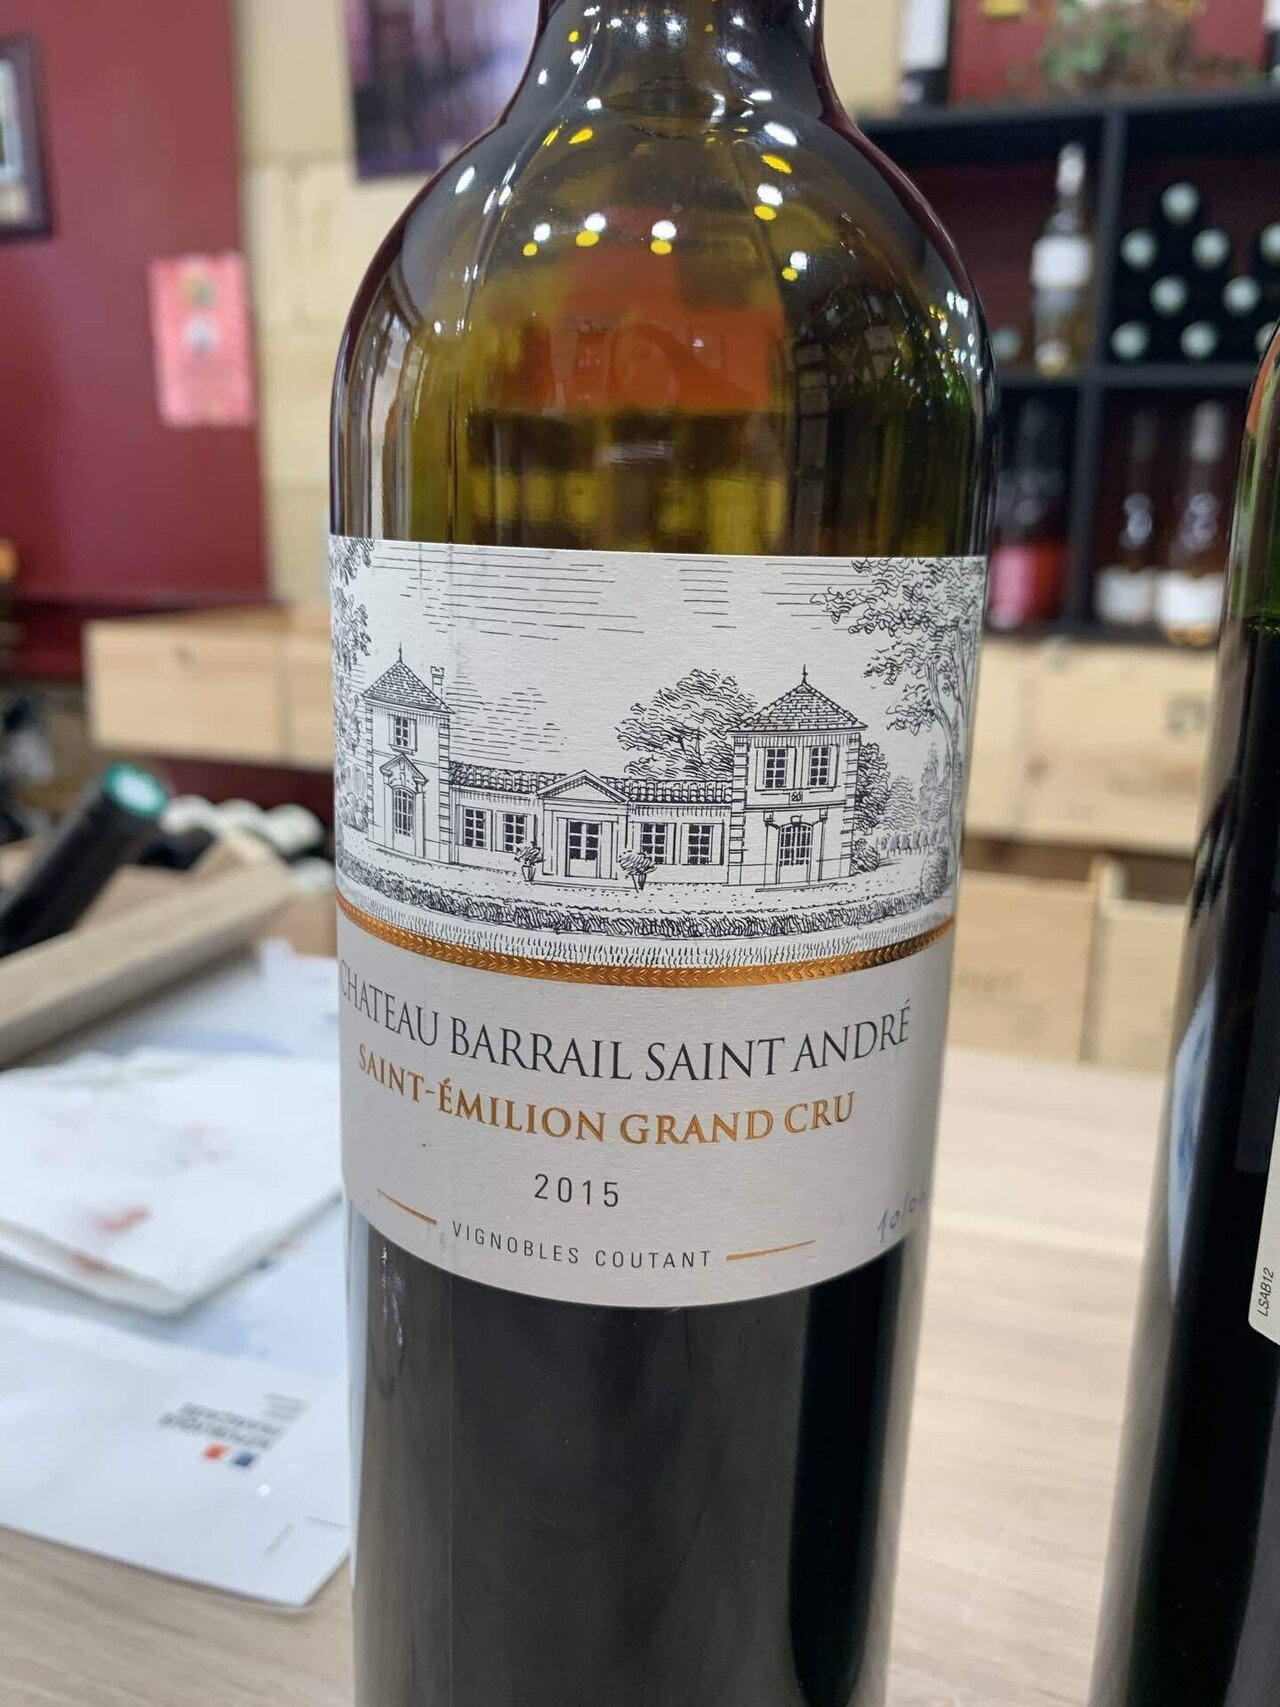 CHATEAU BARRAIL SAINT ANDRÉ
SAINT-ÉMILION GRAND CRU
2015
VIGNOBLES COUTANT
LSAB12